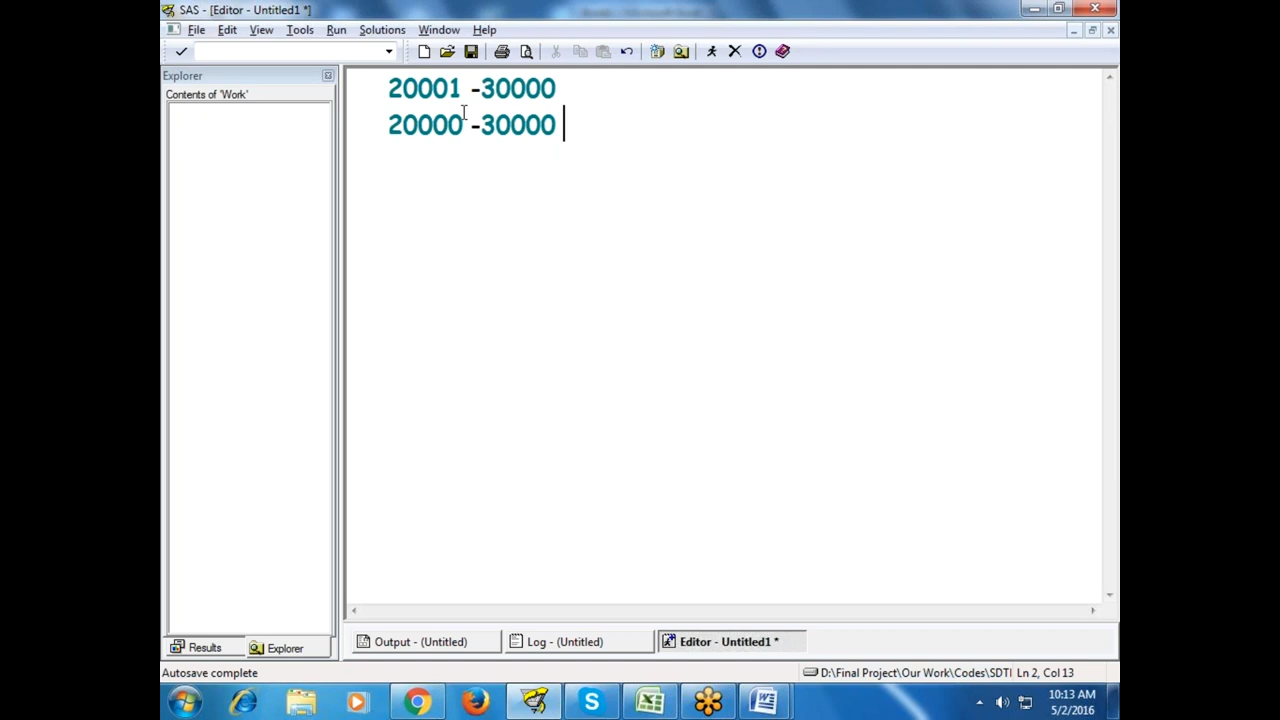 SAS - [Editor - Untitled1 *]
File Edit View Tools Run Solutions Window Help
Explorer
Contents of 'Work'
20001 -30000
20000 -30000
Results Explorer
Output - (Untitled) Log - (Untitled) Editor - Untitled1 *
Autosave complete
D:\Final Project\Our Work\Codes\SDTI Ln 2, Col 13
10:13 AM
5/2/2016